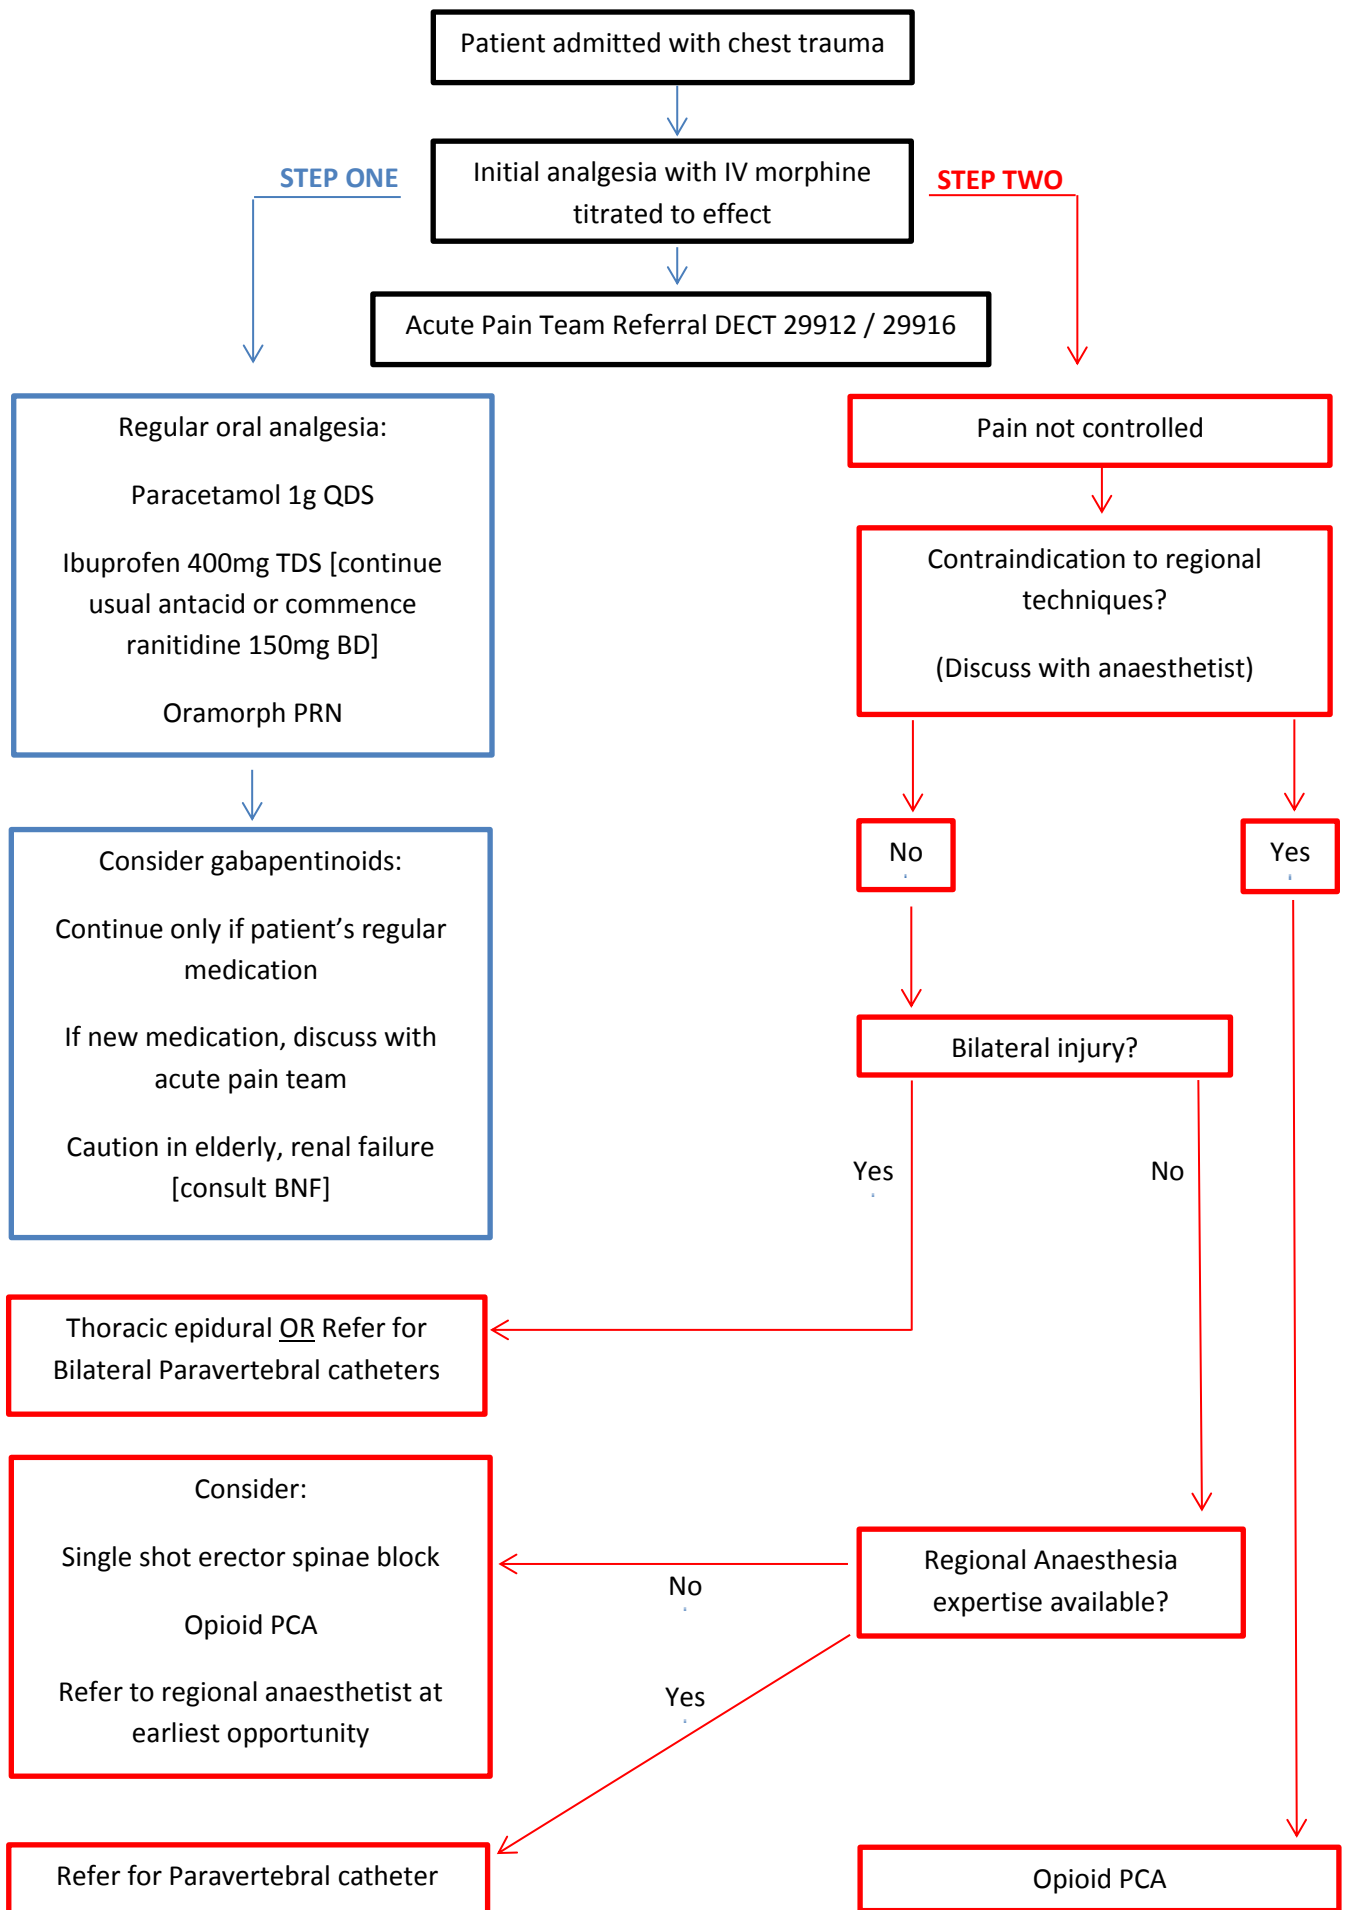 Patient admitted with chest trauma
STEP ONE
Initial analgesia with IV morphine
titrated to effect
STEP TWO
Acute Pain Team Referral DECT 29912 / 29916
Regular oral analgesia:
Paracetamol 1g QDS
Ibuprofen 400mg TDS [continue
usual antacid or commence
ranitidine 150mg BD]
Oramorph PRN
Consider gabapentinoids:
Continue only if patient’s regular
medication
If new medication, discuss with
acute pain team
Caution in elderly, renal failure
[consult BNF]
Pain not controlled
Contraindication to regional
techniques?
(Discuss with anaesthetist)
No
Yes
Bilateral injury?
Yes
No
Thoracic epidural OR Refer for
Bilateral Paravertebral catheters
Consider:
Single shot erector spinae block
Opioid PCA
Refer to regional anaesthetist at
earliest opportunity
No
Yes
Regional Anaesthesia
expertise available?
Refer for Paravertebral catheter
Opioid PCA